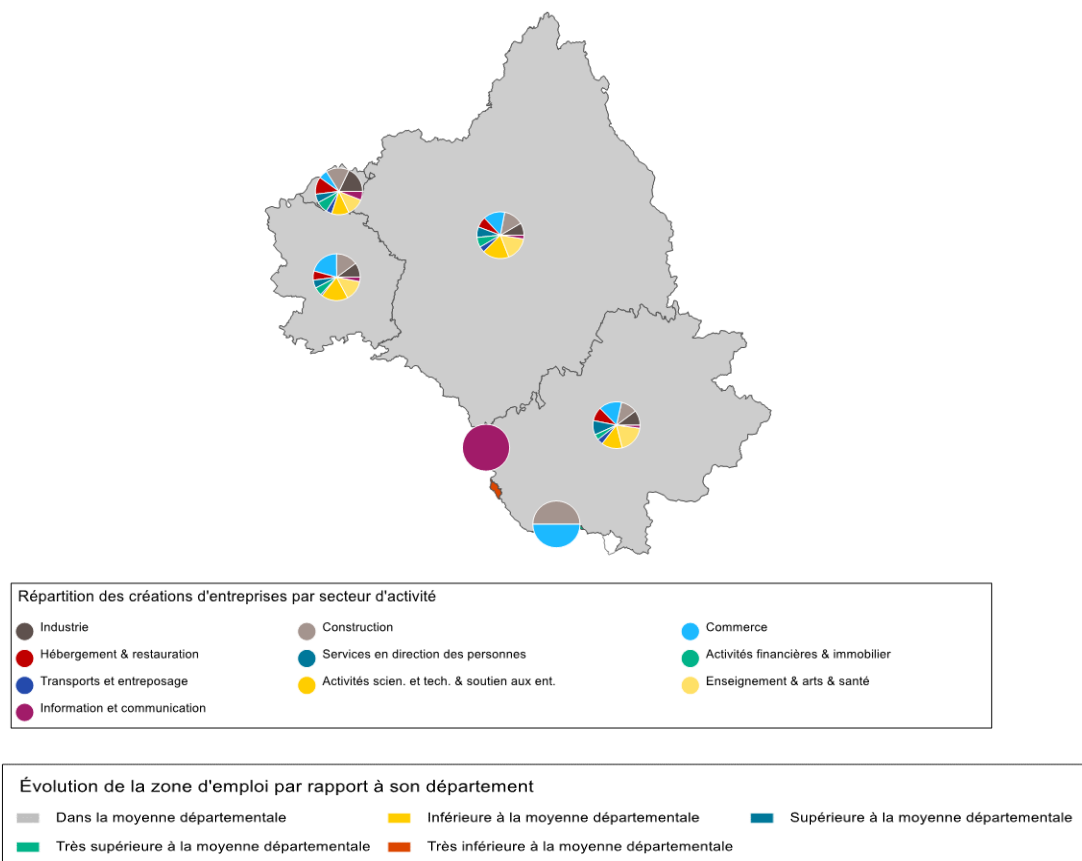 Répartition des créations d'entreprises par secteur d'activité
Industrie
Construction
Commerce
Hébergement & restauration
Services en direction des personnes
Activités financières & immobilier
Transports et entreposage
Activités scien. et tech. & soutien aux ent.
Enseignement & arts & santé
Information et communication
Évolution de la zone d'emploi par rapport à son département
Dans la moyenne départementale
Inférieure à la moyenne départementale
Supérieure à la moyenne départementale
Très supérieure à la moyenne départementale
Très inférieure à la moyenne départementale